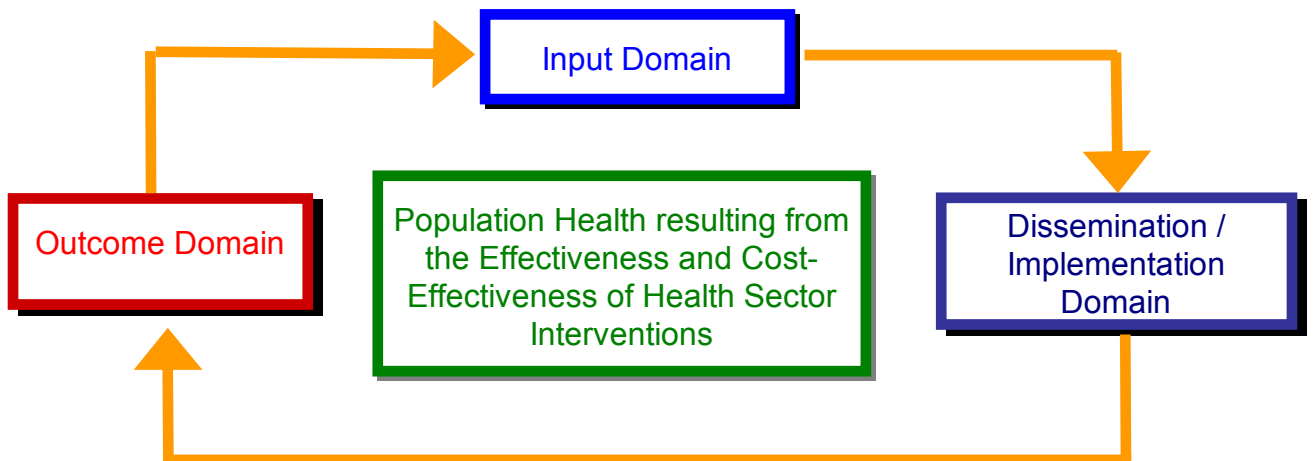 Input Domain
Outcome Domain
Population Health resulting from
the Effectiveness and Cost-
Effectiveness of Health Sector
Interventions
Dissemination /
Implementation
Domain